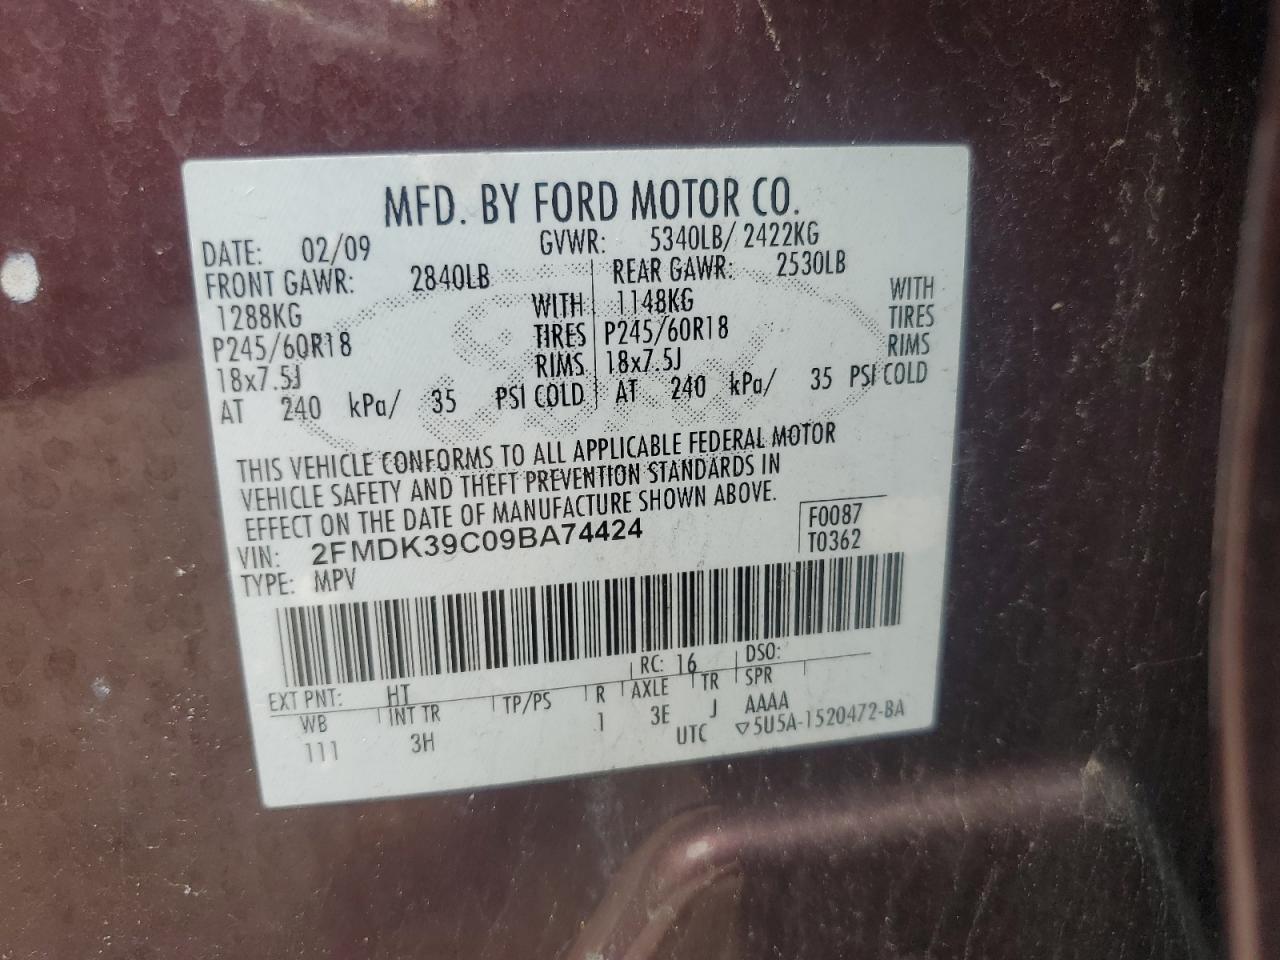 MFD. BY FORD MOTOR CO.
DATE: 02/09 GVWR: 5340LB/ 2422KG
FRONT GAWR: 2840LB REAR GAWR: 2530LB
1288KG WITH 1148KG WITH
P245/60R18 TIRES P245/60R18 TIRES
18x7.5J RIMS 18x7.5J RIMS
AT 240 kPa/ 35 PSI COLD AT 240 kPa/ 35 PSI COLD
THIS VEHICLE CONFORMS TO ALL APPLICABLE FEDERAL MOTOR
VEHICLE SAFETY AND THEFT PREVENTION STANDARDS IN
EFFECT ON THE DATE OF MANUFACTURE SHOWN ABOVE.
VIN: 2FMDK39C09BA74424 F0087
TYPE: MPV T0362
EXT PNT: HT RC: 16 DSO:
WB INT TR TP/PS R AXLE TR SPR
111 3H 1 3E J AAAA
UTC ▽5U5A-1520472-BA